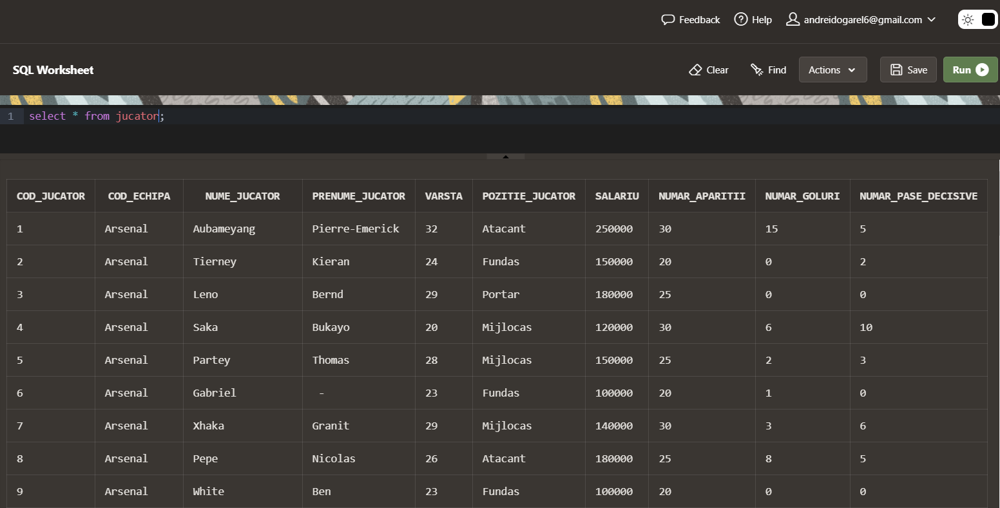 Feedback Help andreidogarel6@gmail.com
SQL Worksheet Clear Find Actions Save Run
1 select * from jucator;
COD_JUCATOR COD_ECHIPA NUME_JUCATOR PRENUME_JUCATOR VARSTA POZITIE_JUCATOR SALARIU NUMAR_APARITII NUMAR_GOLURI NUMAR_PASE_DECISIVE
1 Arsenal Aubameyang Pierre-Emerick 32 Atacant 250000 30 15 5
2 Arsenal Tierney Kieran 24 Fundas 150000 20 0 2
3 Arsenal Leno Bernd 29 Portar 180000 25 0 0
4 Arsenal Saka Bukayo 20 Mijlocas 120000 30 6 10
5 Arsenal Partey Thomas 28 Mijlocas 150000 25 2 3
6 Arsenal Gabriel - 23 Fundas 100000 20 1 0
7 Arsenal Xhaka Granit 29 Mijlocas 140000 30 3 6
8 Arsenal Pepe Nicolas 26 Atacant 180000 25 8 5
9 Arsenal White Ben 23 Fundas 100000 20 0 0